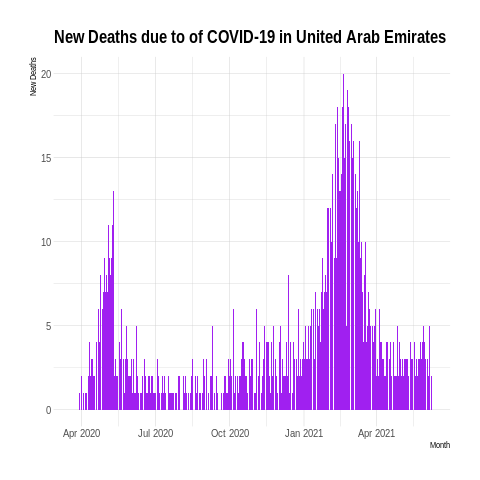 New Deaths due to of COVID-19 in United Arab Emirates
New Deaths
20
15
10
5
0
Apr 2020 Jul 2020 Oct 2020 Jan 2021 Apr 2021
Month